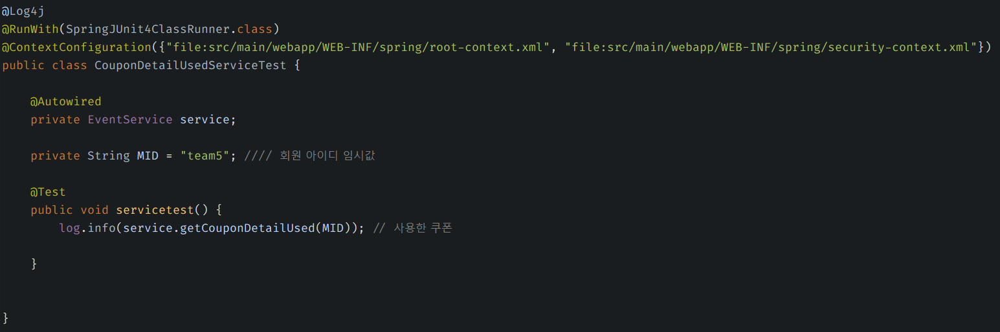 @Log4j
@RunWith(SpringJUnit4ClassRunner.class)
@ContextConfiguration({"file:src/main/webapp/WEB-INF/spring/root-context.xml", "file:src/main/webapp/WEB-INF/spring/security-context.xml"})
public class CouponDetailUsedServiceTest {
@Autowired
private EventService service;
private String MID = "team5"; //// 회원 아이디 임시값
@Test
public void servicetest() {
log.info(service.getCouponDetailUsed(MID)); // 사용한 쿠폰
}
}